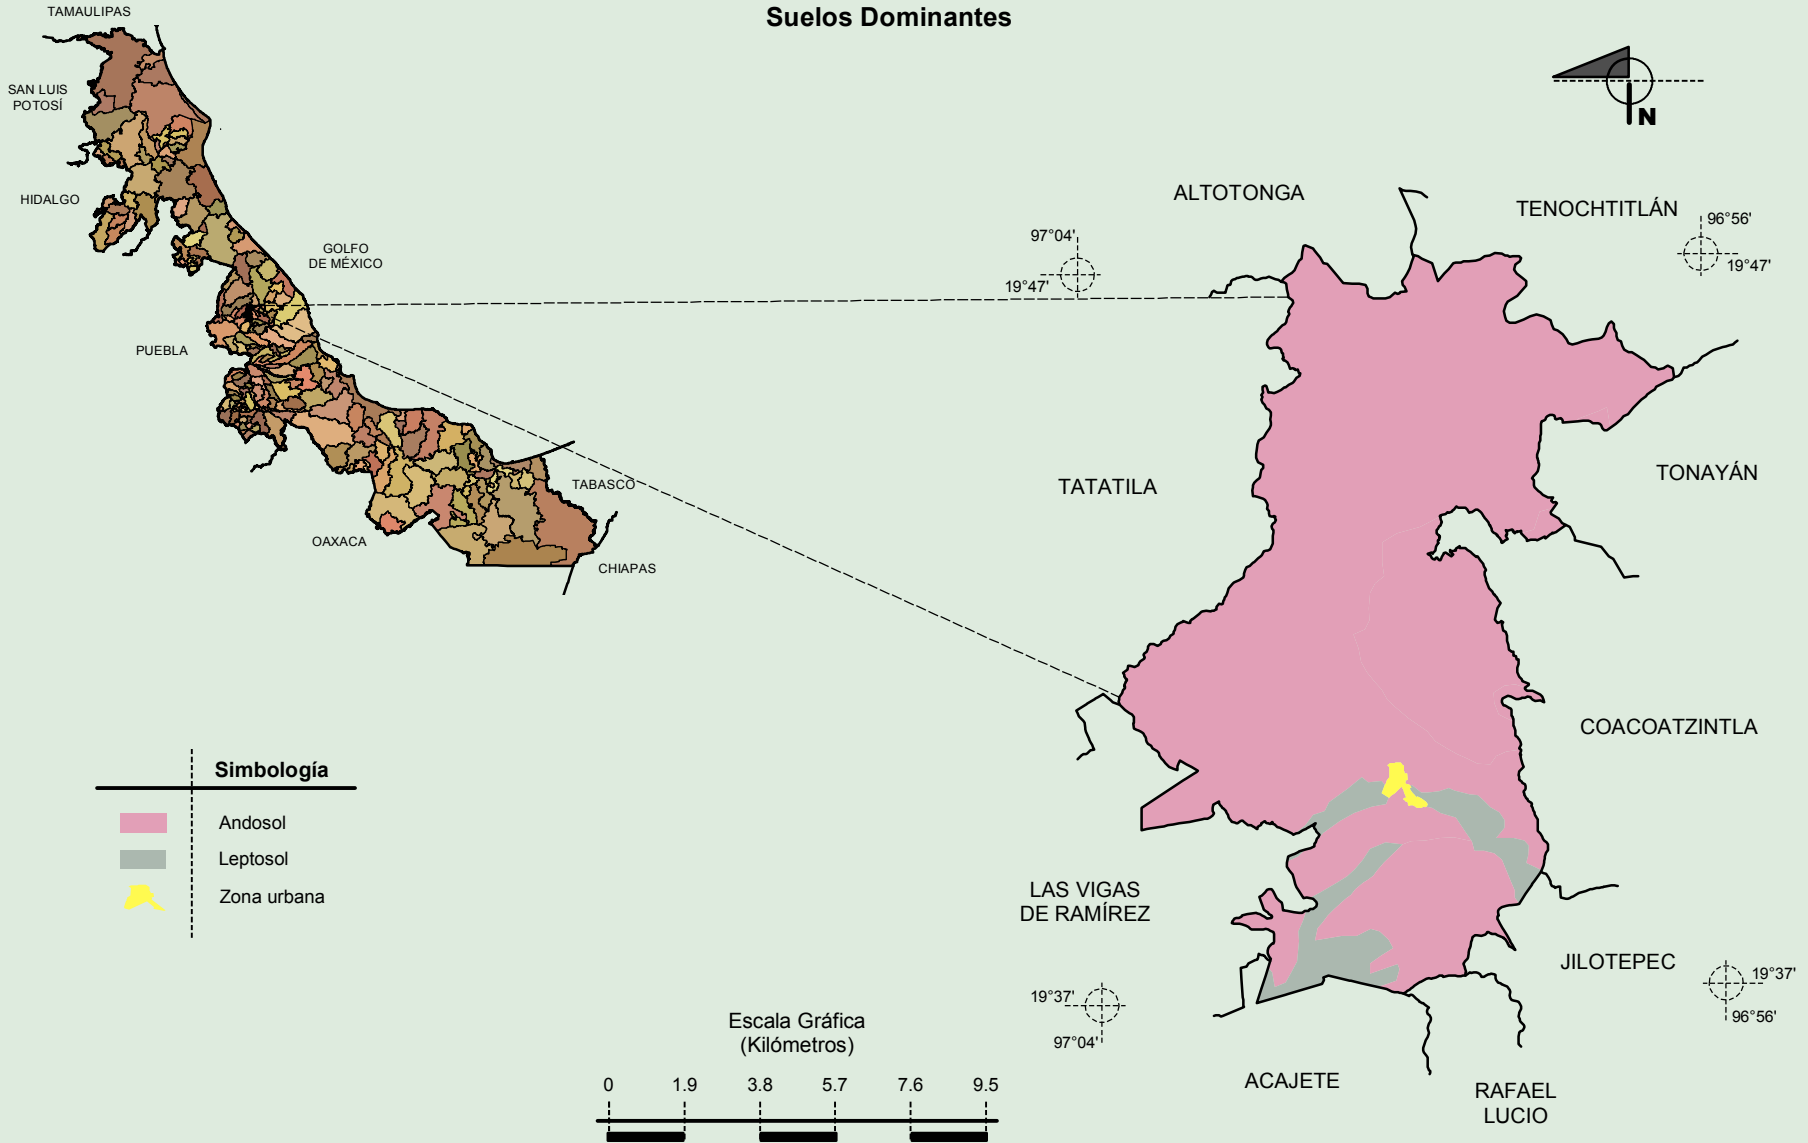 Suelos Dominantes
TAMAULIPAS
SAN LUIS
POTOSÍ
HIDALGO
GOLFO
DE MÉXICO
PUEBLA
OAXACA
TABASCO
CHIAPAS
N
ALTOTONGA
TENOCHTITLÁN
97°04'
19°47'
96°56'
19°47'
TATATILA
TONAYÁN
COACOATZINTLA
LAS VIGAS
DE RAMÍREZ
JILOTEPEC
19°37'
97°04'
19°37'
96°56'
ACAJETE
RAFAEL
LUCIO
Simbología
Andosol
Leptosol
Zona urbana
Escala Gráfica
(Kilómetros)
0 1.9 3.8 5.7 7.6 9.5